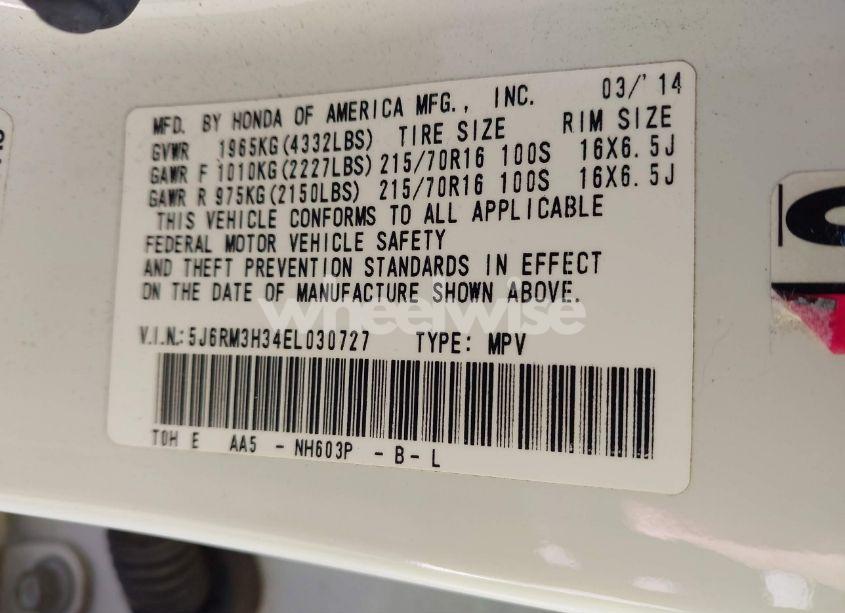 MFD. BY HONDA OF AMERICA MFG., INC. 03/'14
GVWR 1965KG(4332LBS) TIRE SIZE RIM SIZE
GAWR F 1010KG(2227LBS) 215/70R16 100S 16X6.5J
GAWR R 975KG(2150LBS) 215/70R16 100S 16X6.5J
THIS VEHICLE CONFORMS TO ALL APPLICABLE
FEDERAL MOTOR VEHICLE SAFETY
AND THEFT PREVENTION STANDARDS IN EFFECT
ON THE DATE OF MANUFACTURE SHOWN ABOVE.
wheelwise
V.I.N.: 5J6RM3H34EL030727 TYPE: MPV
TOH E AA5 - NH603P - B - L